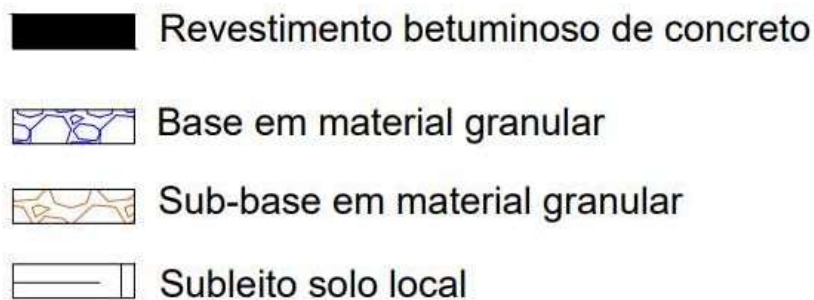 Revestimento betuminoso de concreto
Base em material granular
Sub-base em material granular
Subleito solo local